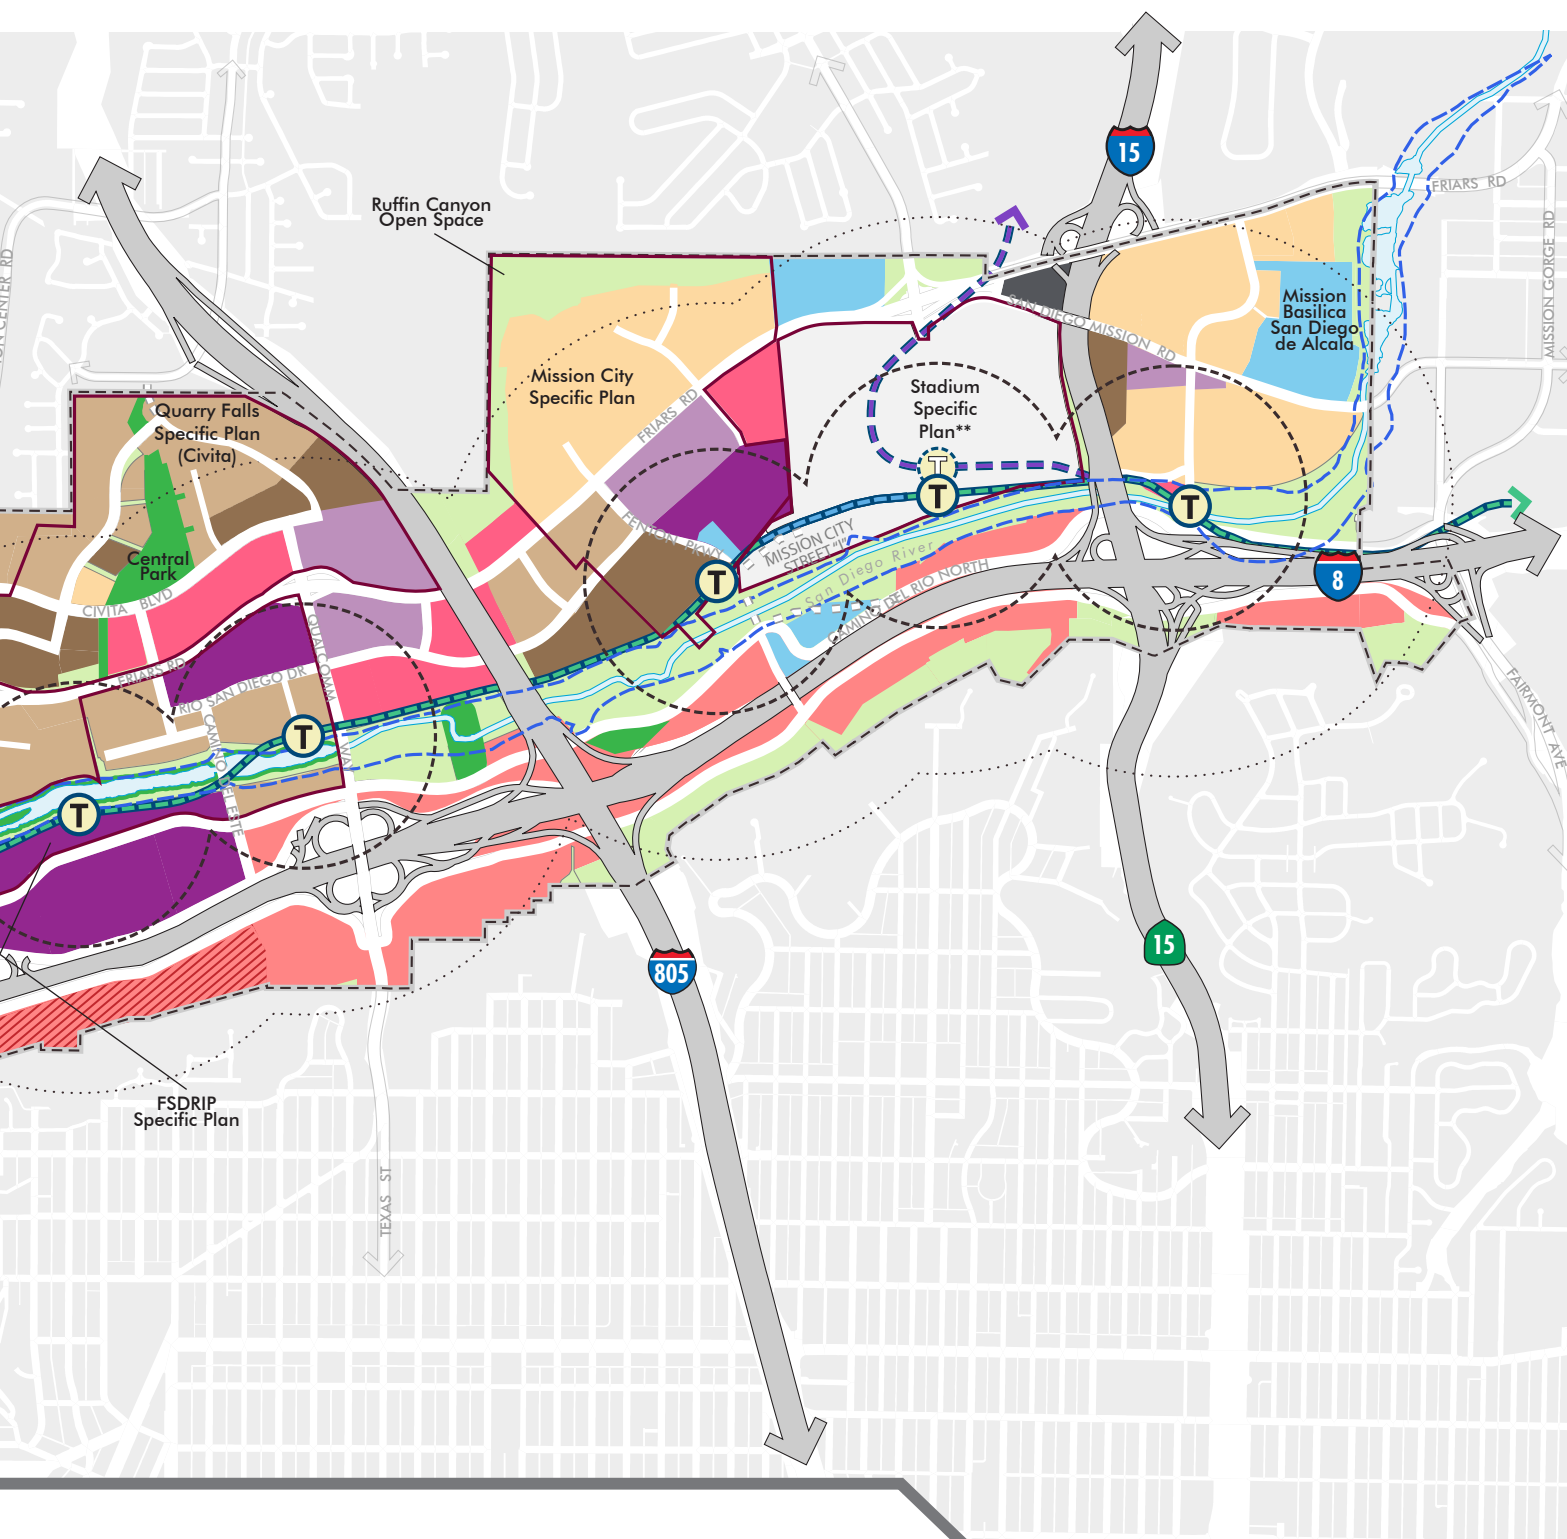 15
FRIARS RD
MISSION GORGE RD
Ruffin Canyon
Open Space
CENTER RD
Mission
Basilica
San Diego
de Alcala
SAN DIEGO MISSION RD
Mission City
Specific Plan
Stadium
Specific
Plan**
FRIARS RD
Quarry Falls
Specific Plan
(Civita)
T
T
T
FENTON PKWY
MISSION CITY
STREET "I"
San Diego River
Central
Park
T
8
CAMINO DEL RIO NORTH
CIVITA BLVD
QUALCOMM
WAY
FRIARS RD
RIO SAN DIEGO DR
CAMINO DEL ESTE
T
T
FAIRMONT AVE
15
805
FSDRIP
Specific Plan
TEXAS ST